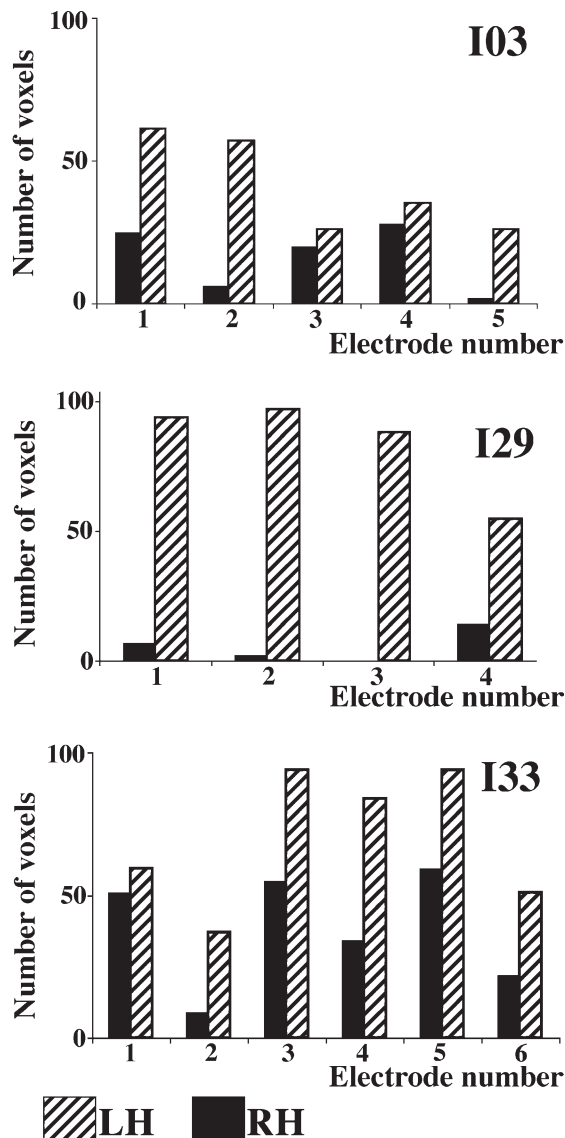 100
I03
50
0
Number of voxels
1 2 3 4 5
Electrode number
100
I29
50
0
Number of voxels
1 2 3 4
Electrode number
100
I33
50
0
Number of voxels
1 2 3 4 5 6
Electrode number
LH RH